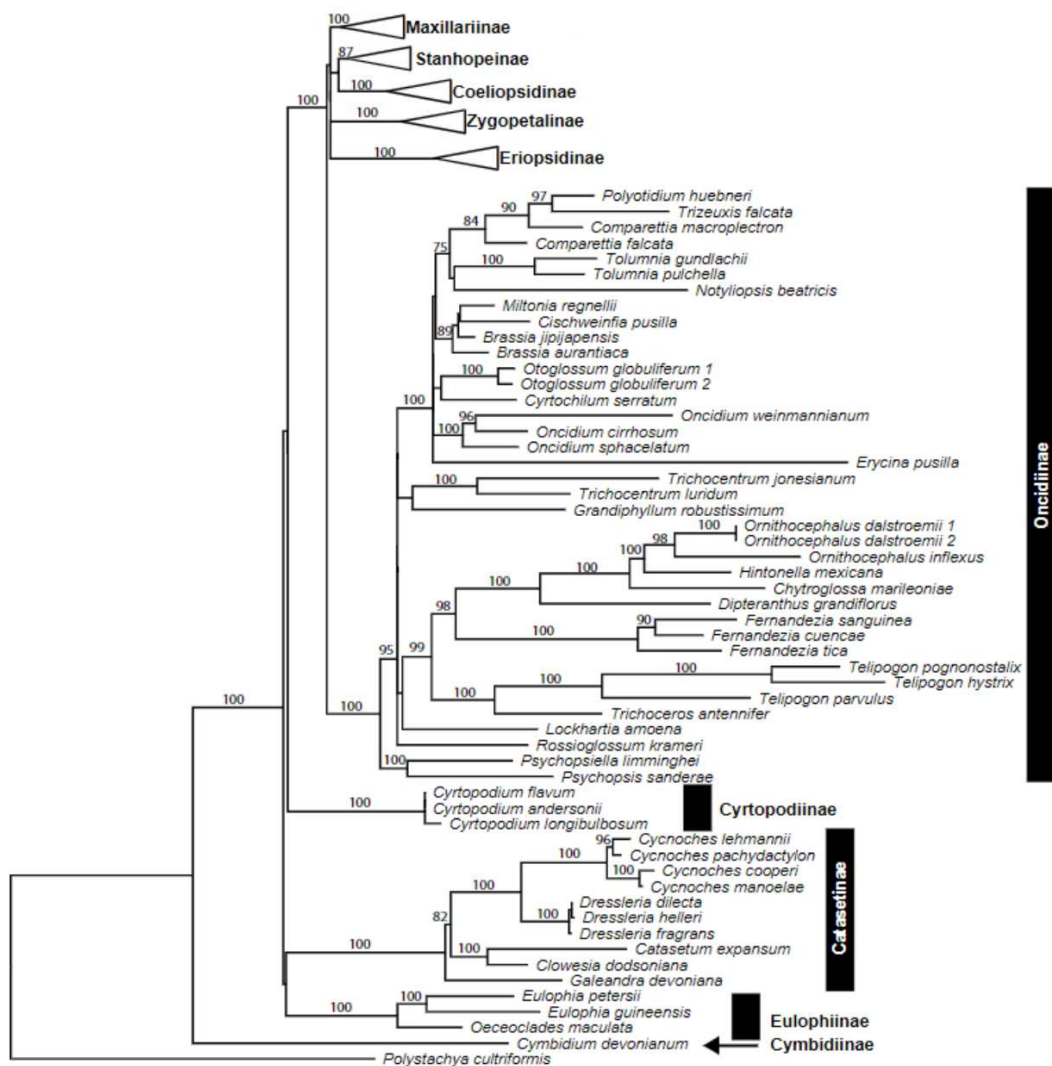 100 Maxillariinae
87 Stanhopeinae
100 Coeliopsidinae
100
100 Zygopetalinae
100 Eriopsidinae
97 Polyotidium huebneri
90 Trizeuxis falcata
84 Comparettia macroplectron
75 Comparettia falcata
100 Tolumnia gundlachii
Tolumnia pulchella
Notyliopsis beatricis
Miltonia regnellii
Cischweinfia pusilla
89 Brassia jipijapensis
Brassia aurantiaca
100 Otoglossum globuliferum 1
Otoglossum globuliferum 2
100 Cyrtochilum serratum
96 Oncidium weinmannianum
100 Oncidium cirrhosum
Oncidium sphacelatum
Erycina pusilla
100 Trichocentrum jonesianum
Trichocentrum luridum
Grandiphyllum robustissimum
100 Ornithocephalus dalstroemii 1
98 Ornithocephalus dalstroemii 2
100 Ornithocephalus inflexus
100 Hintonella mexicana
100 Chytroglossa marileoniae
98 Dipteranthus grandiflorus
90 Fernandezia sanguinea
100 Fernandezia cuencae
95 99 Fernandezia tica
100 Telipogon pognonostalix
100 Telipogon hystrix
100 Telipogon parvulus
100 Trichoceros antennifer
100 Lockhartia amoena
Rossioglossum krameri
100 Psychopsiella limminghei
Psychopsis sanderae
Oncidiinae
Cyrtopodium flavum
100 Cyrtopodium andersonii
Cyrtopodium longibulbosum
Cyrtopodiinae
96 Cycnoches lehmannii
100 Cycnoches pachydactylon
100 Cycnoches cooperi
100 Cycnoches manoelae
Dressleria dilecta
82 100 Dressleria helleri
Dressleria fragrans
100 100 Catasetum expansum
Clowesia dodsoniana
Galeandra devoniana
Catasetinae
100 Eulophia petersii
100 Eulophia guineensis
Oeceoclades maculata
Eulophiinae
Cymbidium devonianum
Cymbidiinae
Polystachya cultriformis